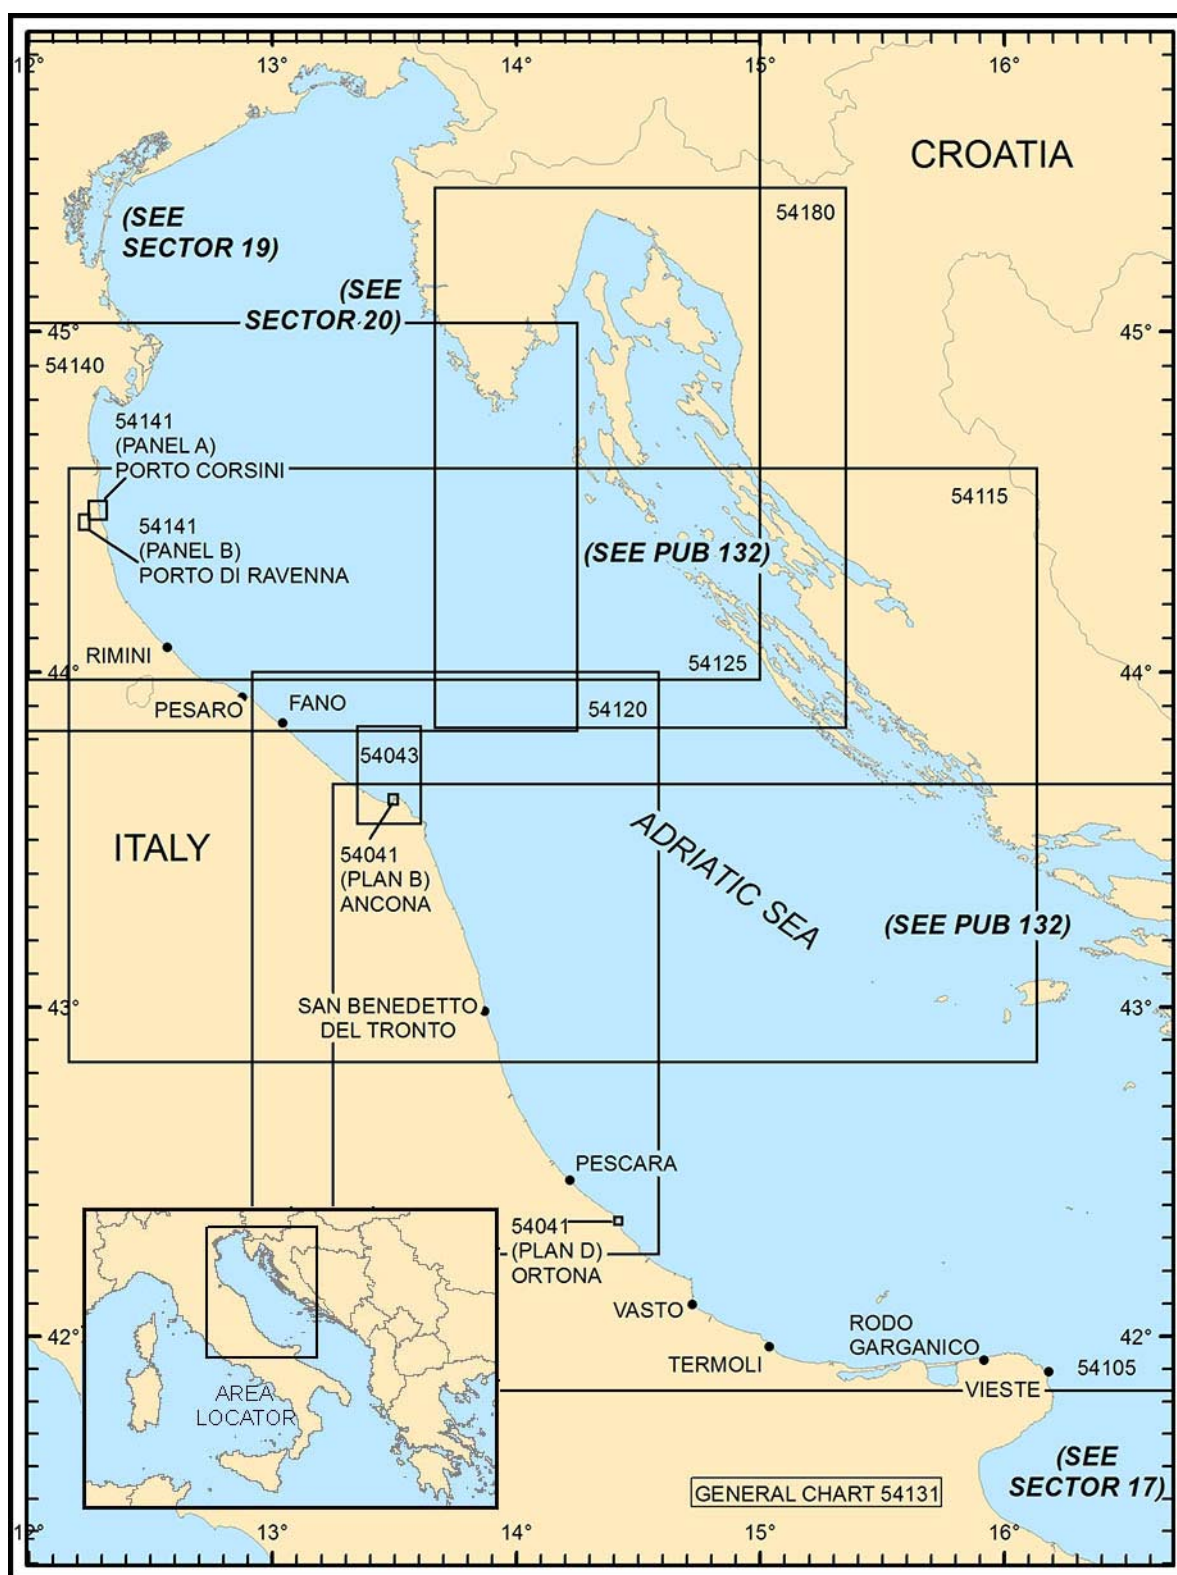 12° 13° 14° 15° 16°
CROATIA
54180
(SEE
SECTOR 19)
(SEE
SECTOR 20)
45° 45°
54140
54141
(PANEL A)
PORTO CORSINI
54115
54141
(PANEL B)
PORTO DI RAVENNA
(SEE PUB 132)
RIMINI
54125
44° 44°
PESARO
FANO
54120
54043
ITALY
ADRIATIC SEA
54041
(PLAN B)
ANCONA
(SEE PUB 132)
43° 43°
SAN BENEDETTO
DEL TRONTO
PESCARA
54041
(PLAN D)
ORTONA
VASTO
42° 42°
RODO
GARGANICO
TERMOLI
54105
VIESTE
AREA
LOCATOR
(SEE
SECTOR 17)
GENERAL CHART 54131
12° 13° 14° 15° 16°